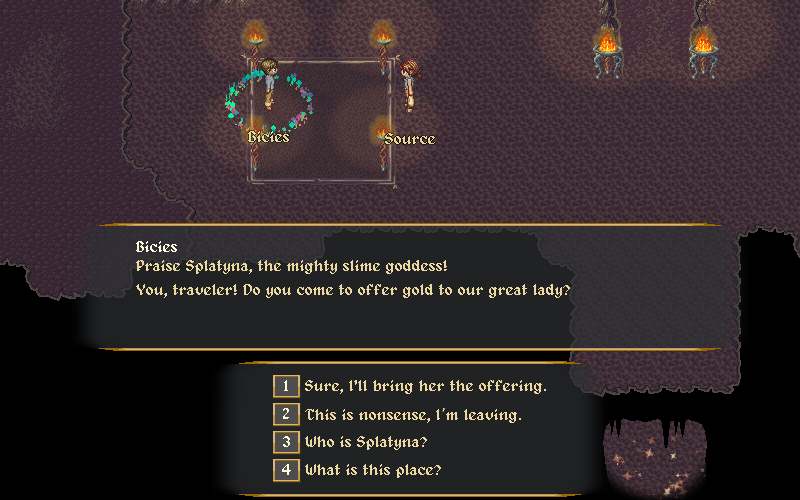 Bicies
Source
Bicies
Praise Splatyna, the mighty slime goddess!
You, traveler! Do you come to offer gold to our great lady?
1 Sure, I'll bring her the offering.
2 This is nonsense, I'm leaving.
3 Who is Splatyna?
4 What is this place?